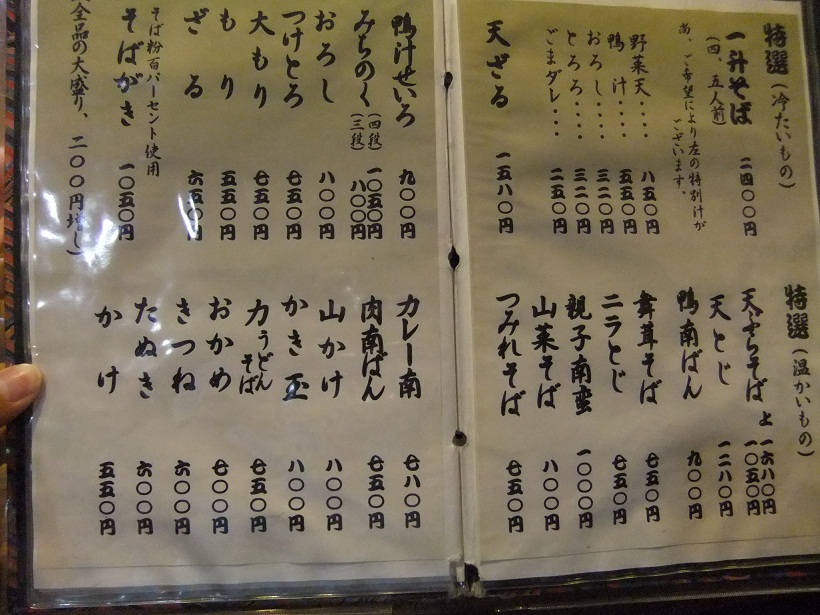 特選（冷たいもの）
一升そば 二四〇〇円
（四、五人前）
尚、ご希望により左の特別汁が
ございます。
野菜天・・・・ 八五〇円
鴨汁・・・・ 五五〇円
おろし・・・・ 三二〇円
とろろ・・・・ 三二〇円
ごまダレ・・・ 二五〇円
天ざる 一五八〇円
特選（温かいもの）
天ぷらそば 上 一六八〇円
一〇五〇円
天とじ 一二八〇円
鴨南ばん 九〇〇円
舞茸そば 七五〇円
ニラとじ 七五〇円
親子南蛮 一〇〇〇円
山菜そば 八〇〇円
つみれそば 七五〇円
鴨汁せいろ 九〇〇円
みちのく（四段） 一〇五〇円
（三段） 八〇〇円
おろし 八〇〇円
つけとろ 七五〇円
大もり 七五〇円
もり 五五〇円
ざる 六五〇円
そば粉百パーセント使用
そばがき 一〇五〇円
全品の大盛り、二〇〇円増し）
カレー南 七八〇円
肉南ばん 七五〇円
山かけ 八〇〇円
かき玉 八〇〇円
力うどん
そば 七五〇円
おかめ 七〇〇円
きつね 六〇〇円
たぬき 六〇〇円
かけ 五五〇円